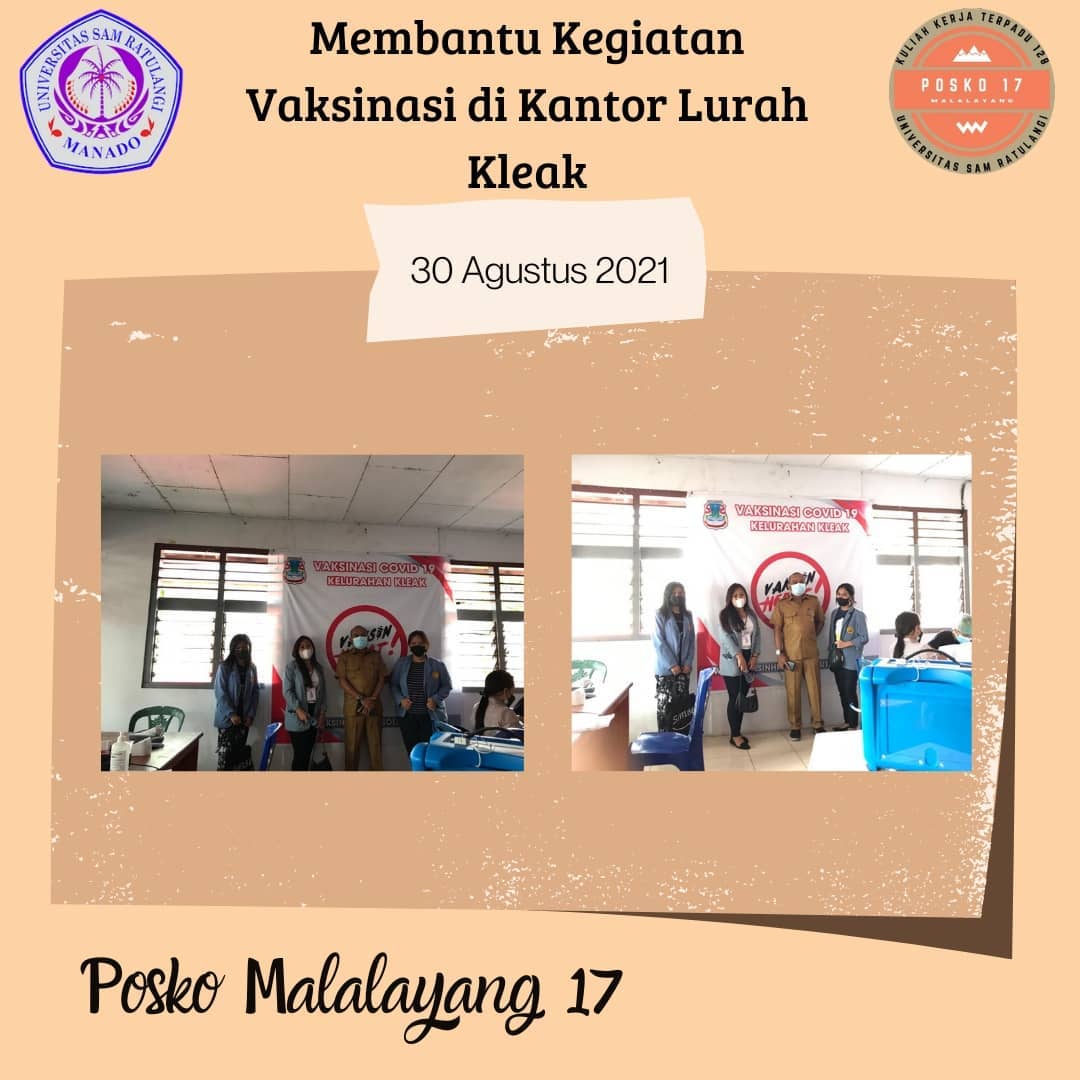 UNIVERSITAS SAM RATULANGI
MANADO
Membantu Kegiatan
Vaksinasi di Kantor Lurah
Kleak
KULIAH KERJA TERPADU 128
POSKO 17
MALALAYANG
UNIVERSITAS SAM RATULANGI
30 Agustus 2021
VAKSINASI COVID 19
KELURAHAN KLEAK
VAKSINASI COVID 19
KELURAHAN KLEAK
Posko Malalayang 17